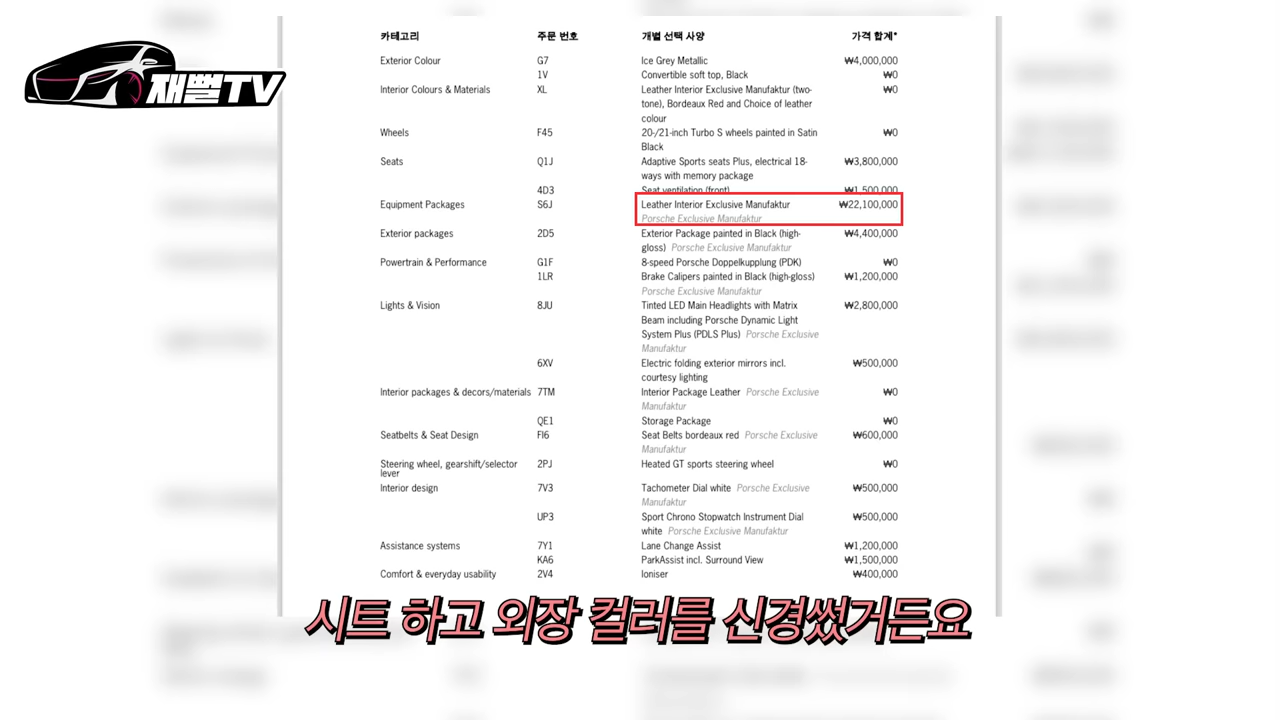 재뻘TV
카테고리 주문 번호 개별 선택 사양 가격 합계*
Exterior Colour G7 Ice Grey Metallic ₩4,000,000
1V Convertible soft top, Black ₩0
Interior Colours & Materials XL Leather Interior Exclusive Manufaktur (two-
tone), Bordeaux Red and Choice of leather
colour ₩0
Wheels F45 20-/21-inch Turbo S wheels painted in Satin
Black ₩0
Seats Q1J Adaptive Sports seats Plus, electrical 18-
ways with memory package ₩3,800,000
4D3 Seat ventilation (front) ₩1,500,000
Equipment Packages S6J Leather Interior Exclusive Manufaktur ₩22,100,000
Porsche Exclusive Manufaktur
Exterior packages 2D5 Exterior Package painted in Black (high-
gloss) Porsche Exclusive Manufaktur ₩4,400,000
Powertrain & Performance G1F 8-speed Porsche Doppelkupplung (PDK) ₩0
1LR Brake Calipers painted in Black (high-gloss) ₩1,200,000
Porsche Exclusive Manufaktur
Lights & Vision 8JU Tinted LED Main Headlights with Matrix ₩2,800,000
Beam including Porsche Dynamic Light
System Plus (PDLS Plus) Porsche Exclusive
Manufaktur
6XV Electric folding exterior mirrors incl. ₩500,000
courtesy lighting
Interior packages & decors/materials 7TM Interior Package Leather Porsche Exclusive ₩0
Manufaktur
QE1 Storage Package ₩0
Seatbelts & Seat Design FI6 Seat Belts bordeaux red Porsche Exclusive ₩600,000
Manufaktur
Steering wheel, gearshift/selector 2PJ Heated GT sports steering wheel ₩0
lever
Interior design 7V3 Tachometer Dial white Porsche Exclusive ₩500,000
Manufaktur
UP3 Sport Chrono Stopwatch Instrument Dial ₩500,000
white Porsche Exclusive Manufaktur
Assistance systems 7Y1 Lane Change Assist ₩1,200,000
KA6 ParkAssist incl. Surround View ₩1,500,000
Comfort & everyday usability 2V4 Ioniser ₩400,000
시트 하고 외장 컬러를 신경썼거든요